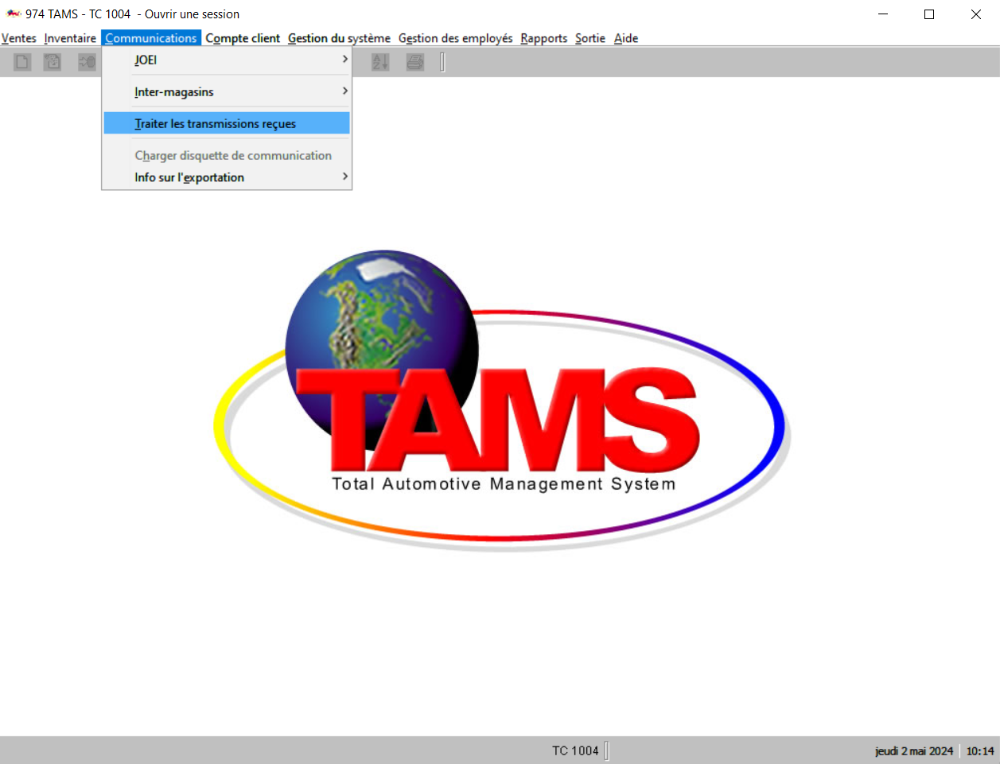 974 TAMS - TC 1004 - Ouvrir une session
Ventes Inventaire Communications Compte client Gestion du système Gestion des employés Rapports Sortie Aide
JOEI
Inter-magasins
Traiter les transmissions reçues
Charger disquette de communication
Info sur l'exportation
TAMS
Total Automotive Management System
TC 1004
jeudi 2 mai 2024 10:14